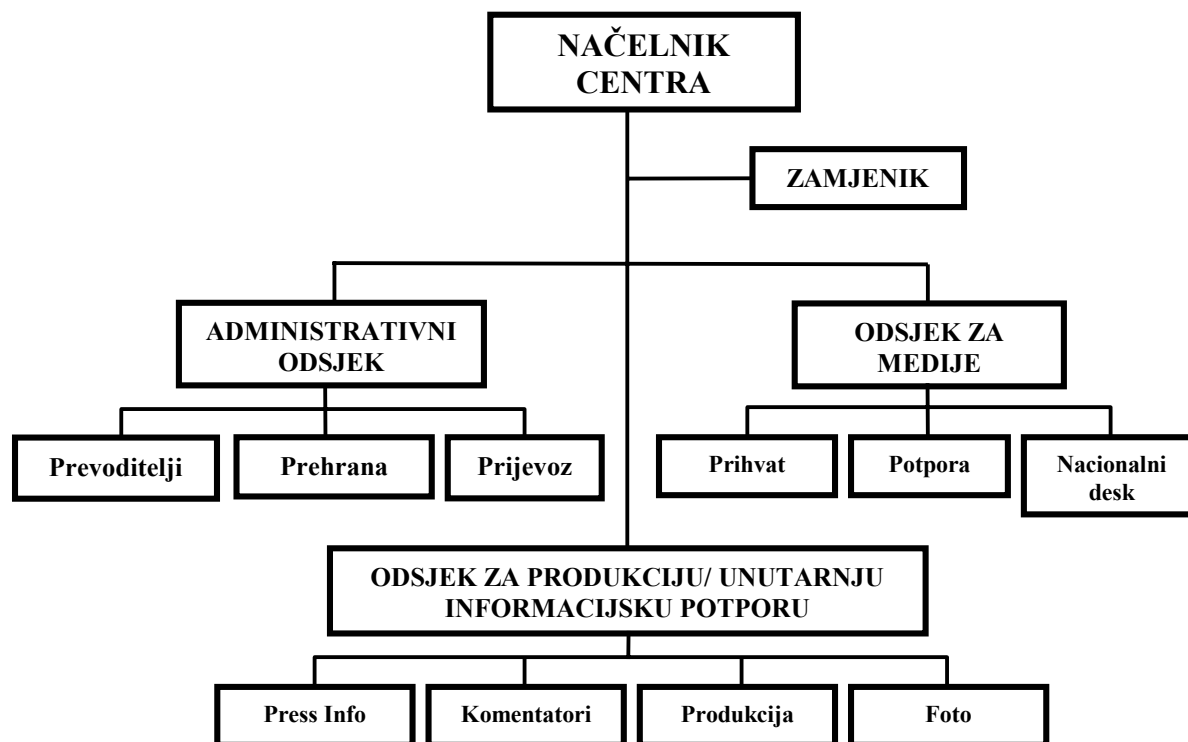 NAČELNIK
CENTRA
ZAMJENIK
ADMINISTRATIVNI
ODSJEK
ODSJEK ZA
MEDIJE
Prevoditelji
Prehrana
Prijevoz
Prihvat
Potpora
Nacionalni
desk
ODSJEK ZA PRODUKCIJU/ UNUTARNJU
INFORMACIJSKU POTPORU
Press Info
Komentatori
Produkcija
Foto